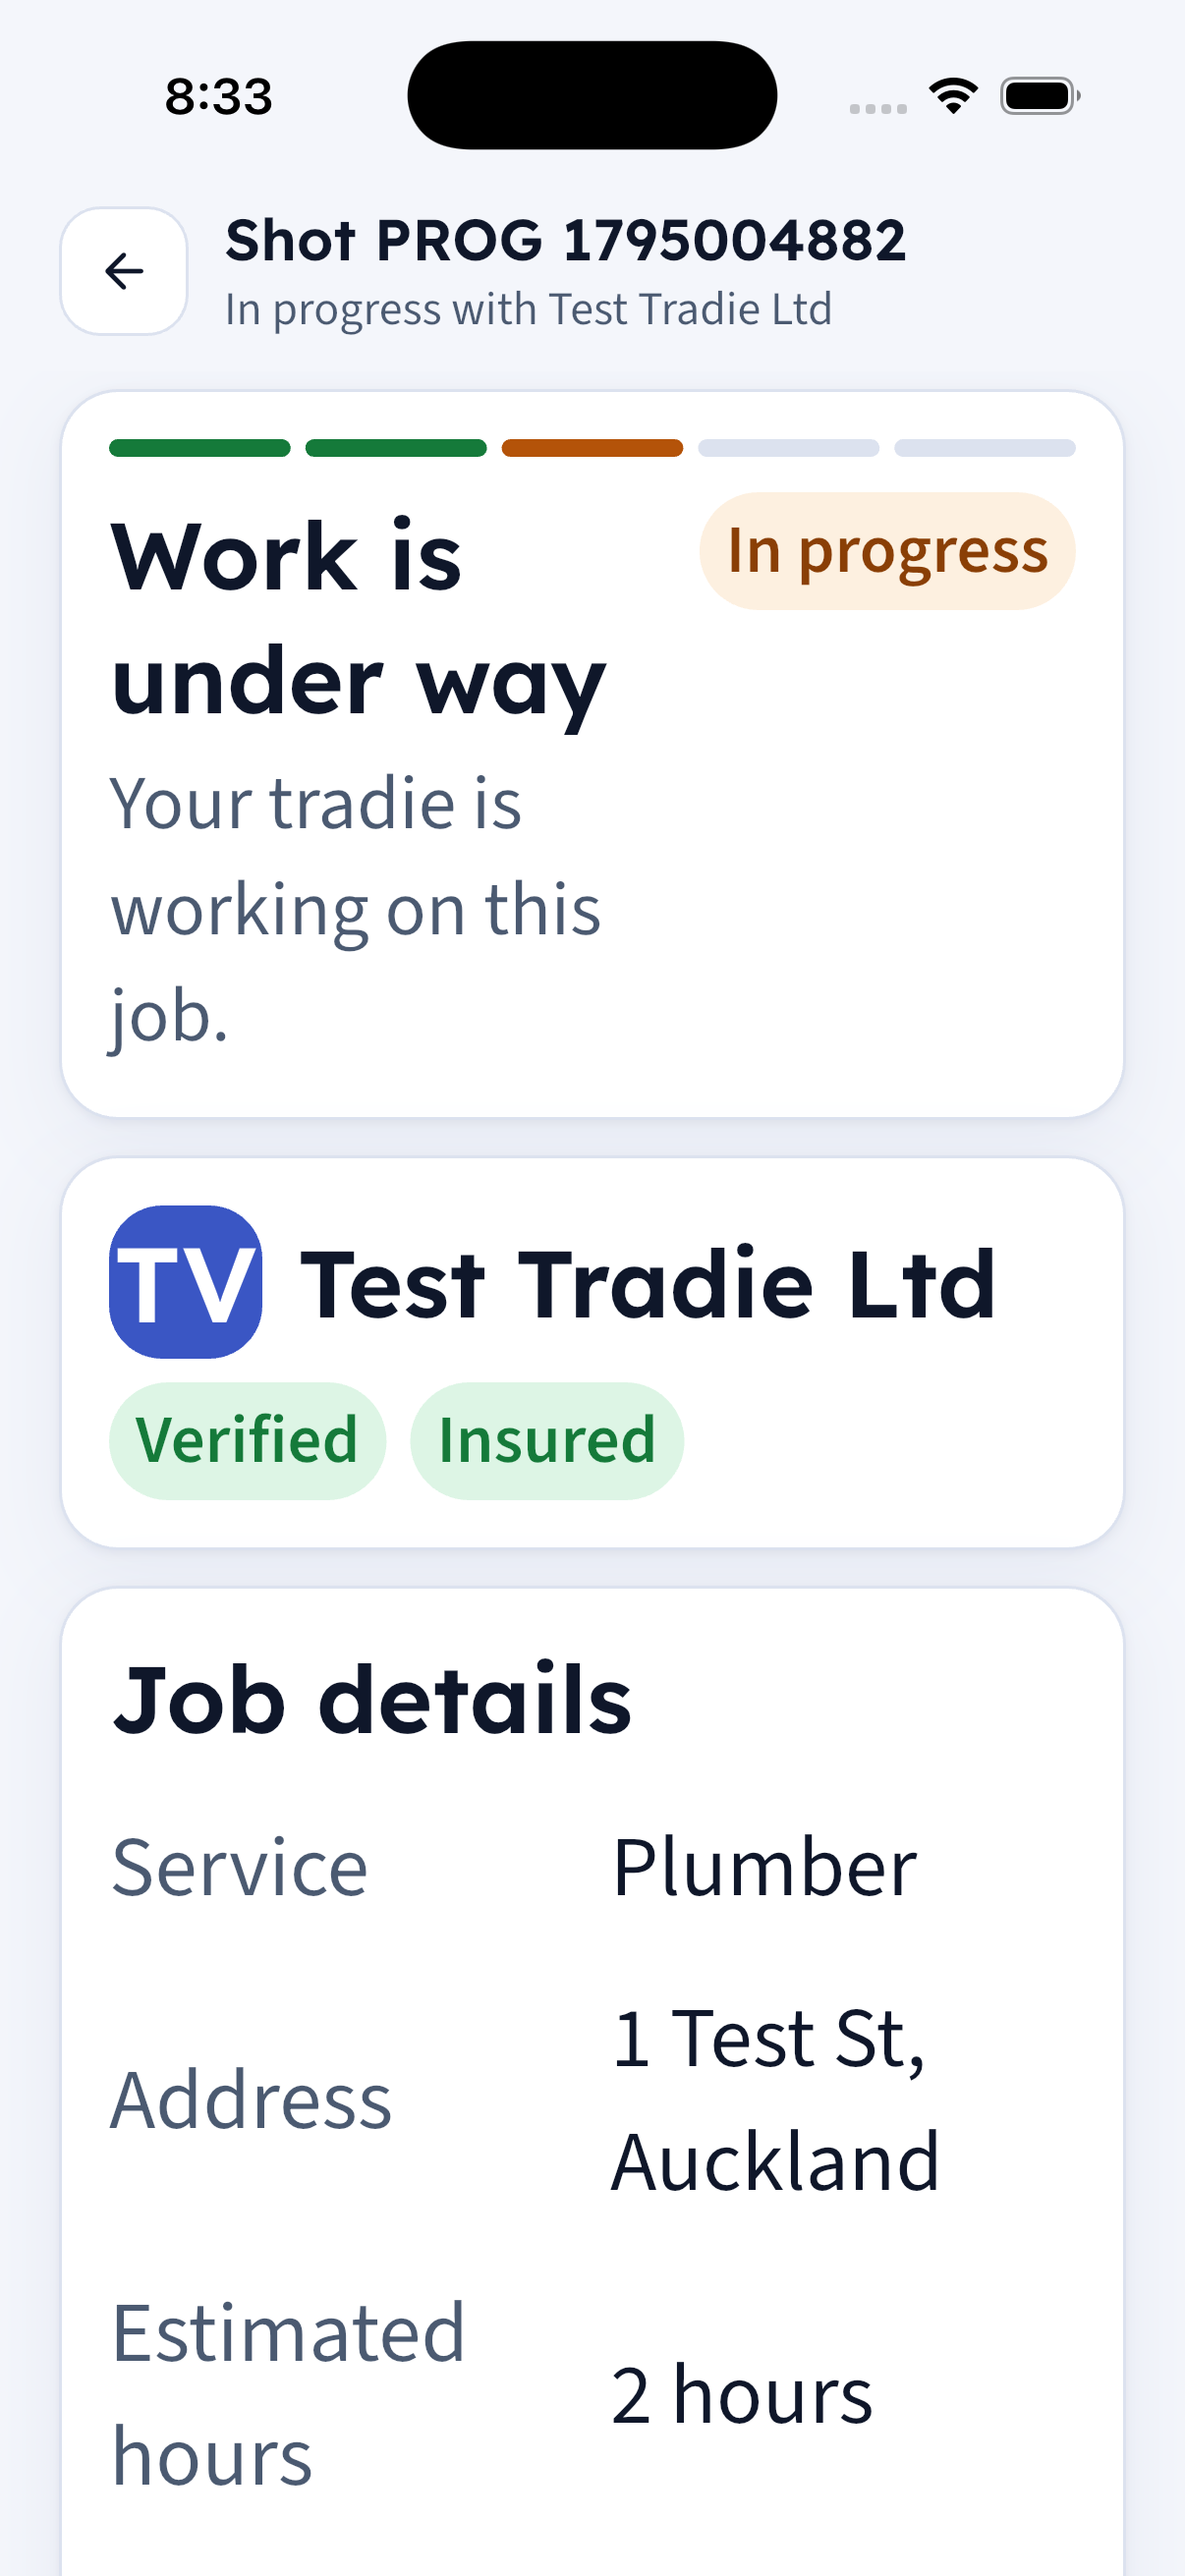 8:33
Shot PROG 1795004882
In progress with Test Tradie Ltd
Work is
under way
In progress
Your tradie is
working on this
job.
TV
Test Tradie Ltd
Verified
Insured
Job details
Service
Plumber
Address
1 Test St,
Auckland
Estimated
hours
2 hours